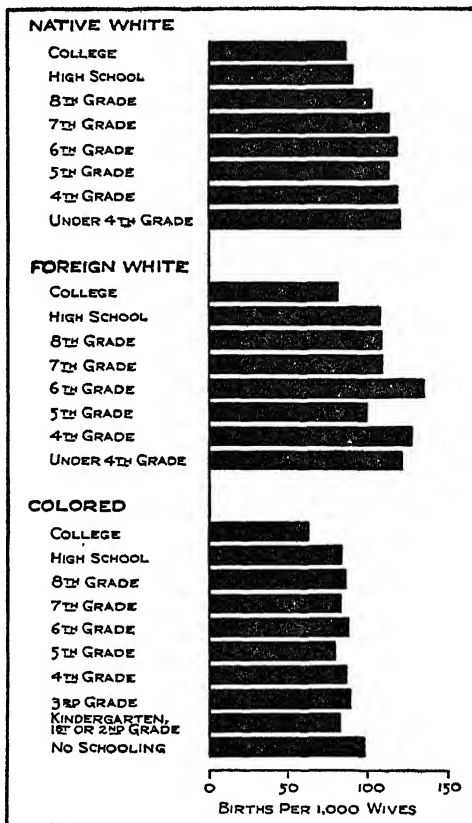 NATIVE WHITE
COLLEGE
HIGH SCHOOL
8TH GRADE
7TH GRADE
6TH GRADE
5TH GRADE
4TH GRADE
UNDER 4TH GRADE
FOREIGN WHITE
COLLEGE
HIGH SCHOOL
8TH GRADE
7TH GRADE
6TH GRADE
5TH GRADE
4TH GRADE
UNDER 4TH GRADE
COLORED
COLLEGE
HIGH SCHOOL
8TH GRADE
7TH GRADE
6TH GRADE
5TH GRADE
4TH GRADE
3RD GRADE
KINDERGARTEN,
1ST OR 2ND GRADE
NO SCHOOLING
0 50 100 150
BIRTHS PER 1,000 WIVES